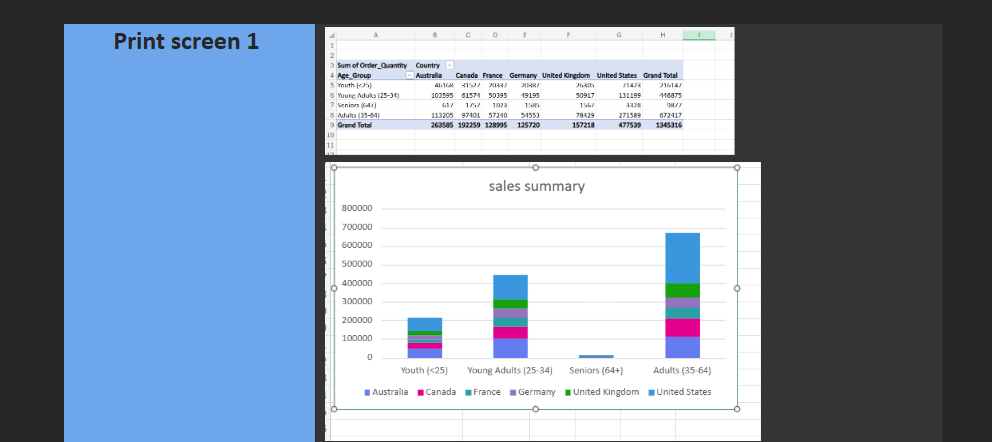 Print screen 1
A B C D E F G H I
1
2
3 Sum of Order_Quantity Country
4 Age_Group Australia Canada France Germany United Kingdom United States Grand Total
5 Youth (<25) 46168 31527 20337 20387 26305 71423 216147
6 Young Adults (25-34) 103595 61574 50395 49195 50917 131199 446875
7 Seniors (64+) 617 1757 1023 1585 1567 3328 9877
8 Adults (35-64) 113205 97401 57240 54553 78429 271589 672417
9 Grand Total 263585 192259 128995 125720 157218 477539 1345316
10
11
sales summary
800000
700000
600000
500000
400000
300000
200000
100000
0
Youth (<25) Young Adults (25-34) Seniors (64+) Adults (35-64)
Australia Canada France Germany United Kingdom United States